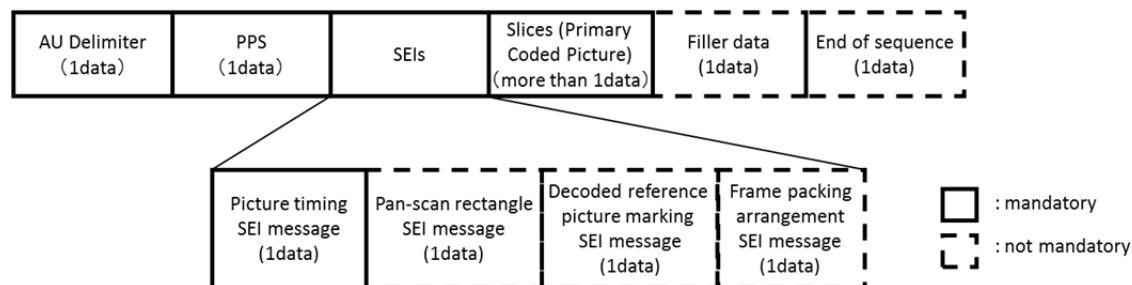 AU Delimiter
（1data）
PPS
（1data）
SEIs
Slices (Primary
Coded Picture)
（more than 1data）
Filler data
(1data)
End of sequence
(1data)
Picture timing
SEI message
(1data)
Pan-scan rectangle
SEI message
(1data)
Decoded reference
picture marking
SEI message
(1data)
Frame packing
arrangement
SEI message
(1data)
: mandatory
: not mandatory